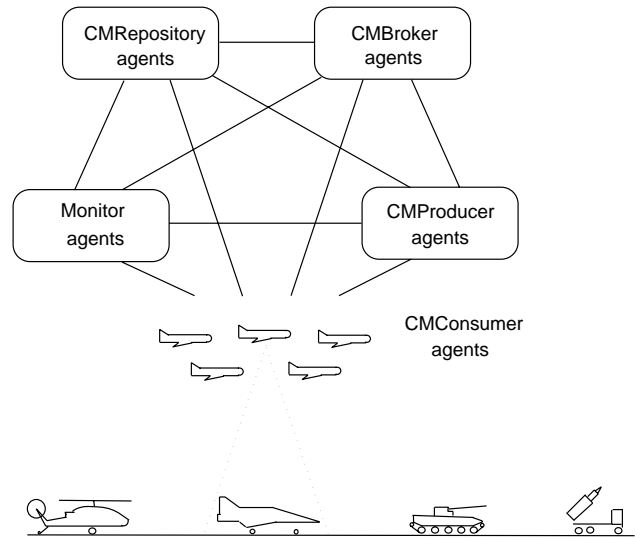 CMRepository
agents
CMBroker
agents
Monitor
agents
CMProducer
agents
CMConsumer
agents